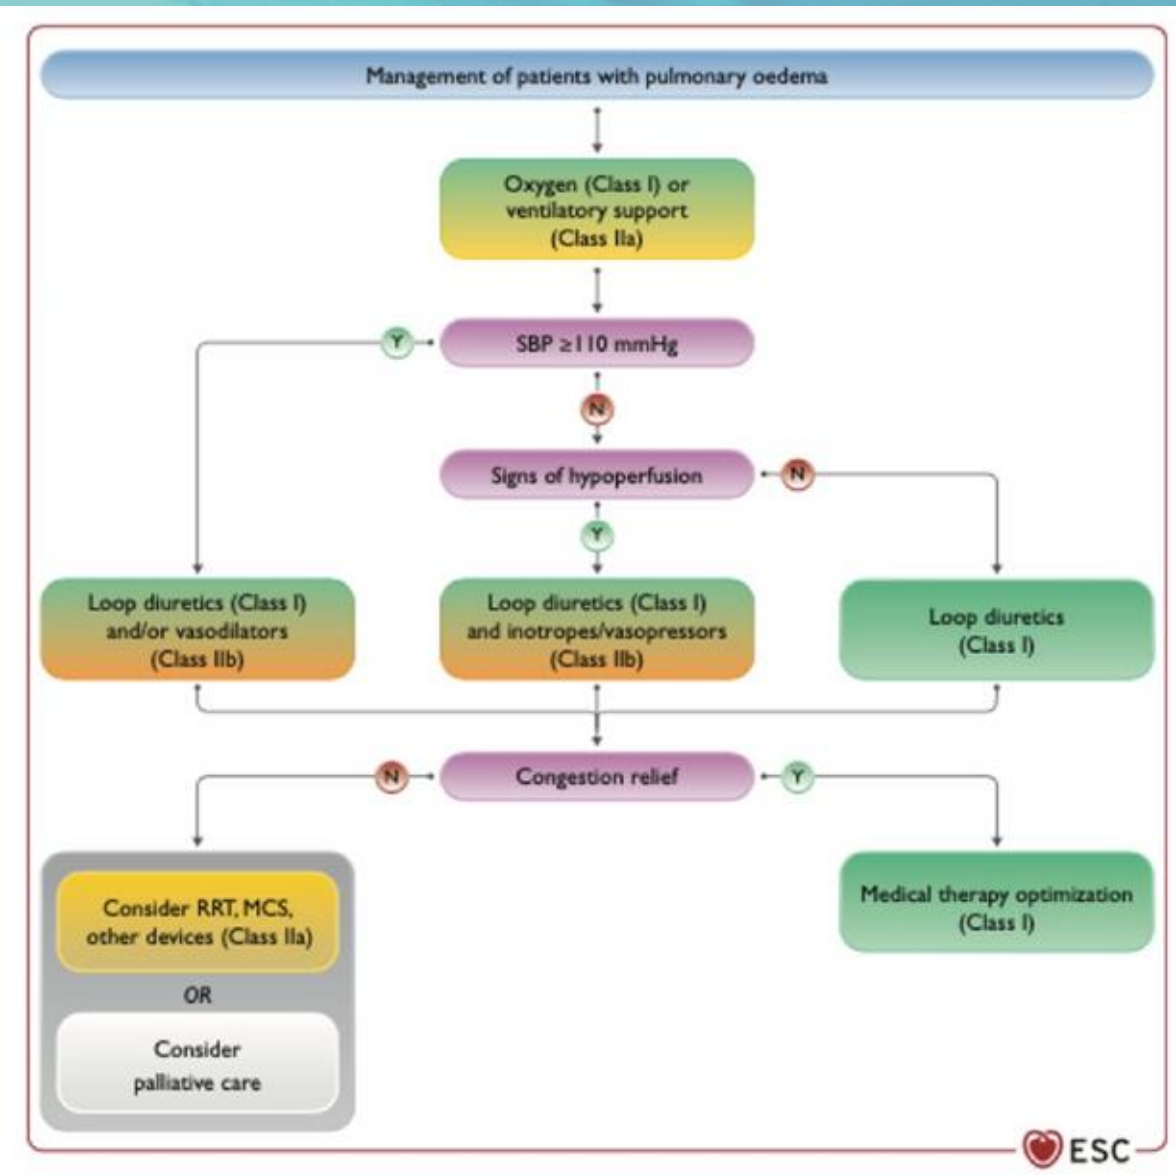 Management of patients with pulmonary oedema
Oxygen (Class I) or
ventilatory support
(Class IIa)
Y
SBP ≥110 mmHg
N
Signs of hypoperfusion
N
Y
Loop diuretics (Class I)
and/or vasodilators
(Class IIb)
Loop diuretics (Class I)
and inotropes/vasopressors
(Class IIb)
Loop diuretics
(Class I)
N
Congestion relief
Y
Consider RRT, MCS,
other devices (Class IIa)
OR
Consider
palliative care
Medical therapy optimization
(Class I)
ESC